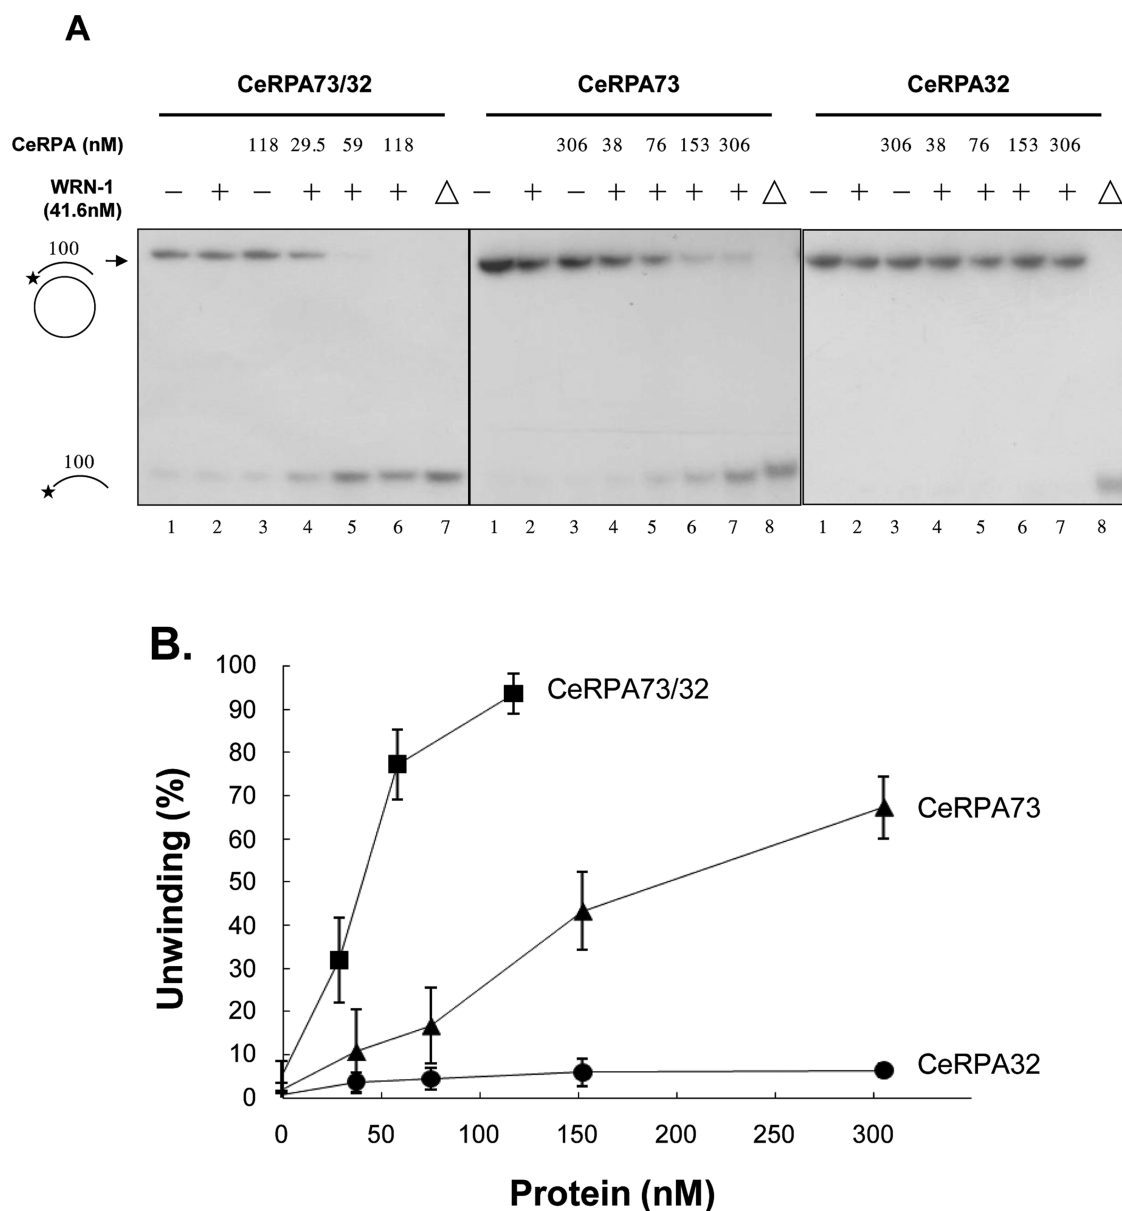 A
CeRPA73/32 CeRPA73 CeRPA32
CeRPA (nM) 118 29.5 59 118 306 38 76 153 306 306 38 76 153 306
WRN-1 − + − + + + △ − + − + + + + △ − + − + + + + △
(41.6nM)
100
100
1 2 3 4 5 6 7 1 2 3 4 5 6 7 8 1 2 3 4 5 6 7 8
B.
100
90
80
70
60
50
40
30
20
10
0
Unwinding (%)
CeRPA73/32
CeRPA73
CeRPA32
0 50 100 150 200 250 300
Protein (nM)